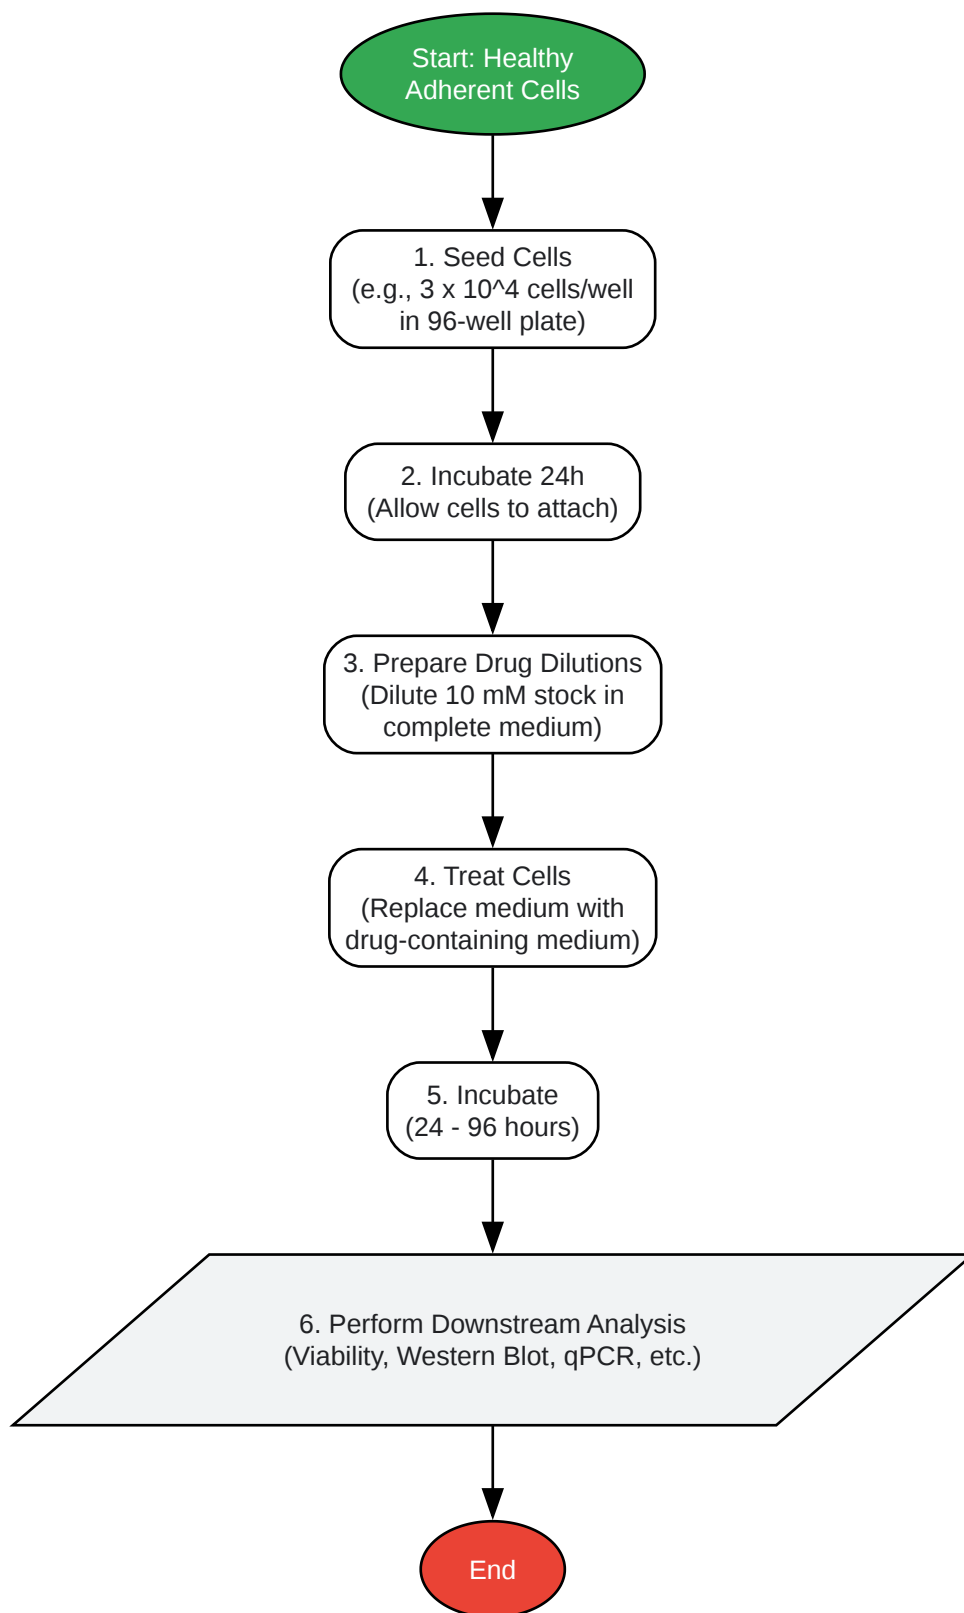 Start: Healthy
Adherent Cells
1. Seed Cells
(e.g., 3 x 10^4 cells/well
in 96-well plate)
2. Incubate 24h
(Allow cells to attach)
3. Prepare Drug Dilutions
(Dilute 10 mM stock in
complete medium)
4. Treat Cells
(Replace medium with
drug-containing medium)
5. Incubate
(24 - 96 hours)
6. Perform Downstream Analysis
(Viability, Western Blot, qPCR, etc.)
End